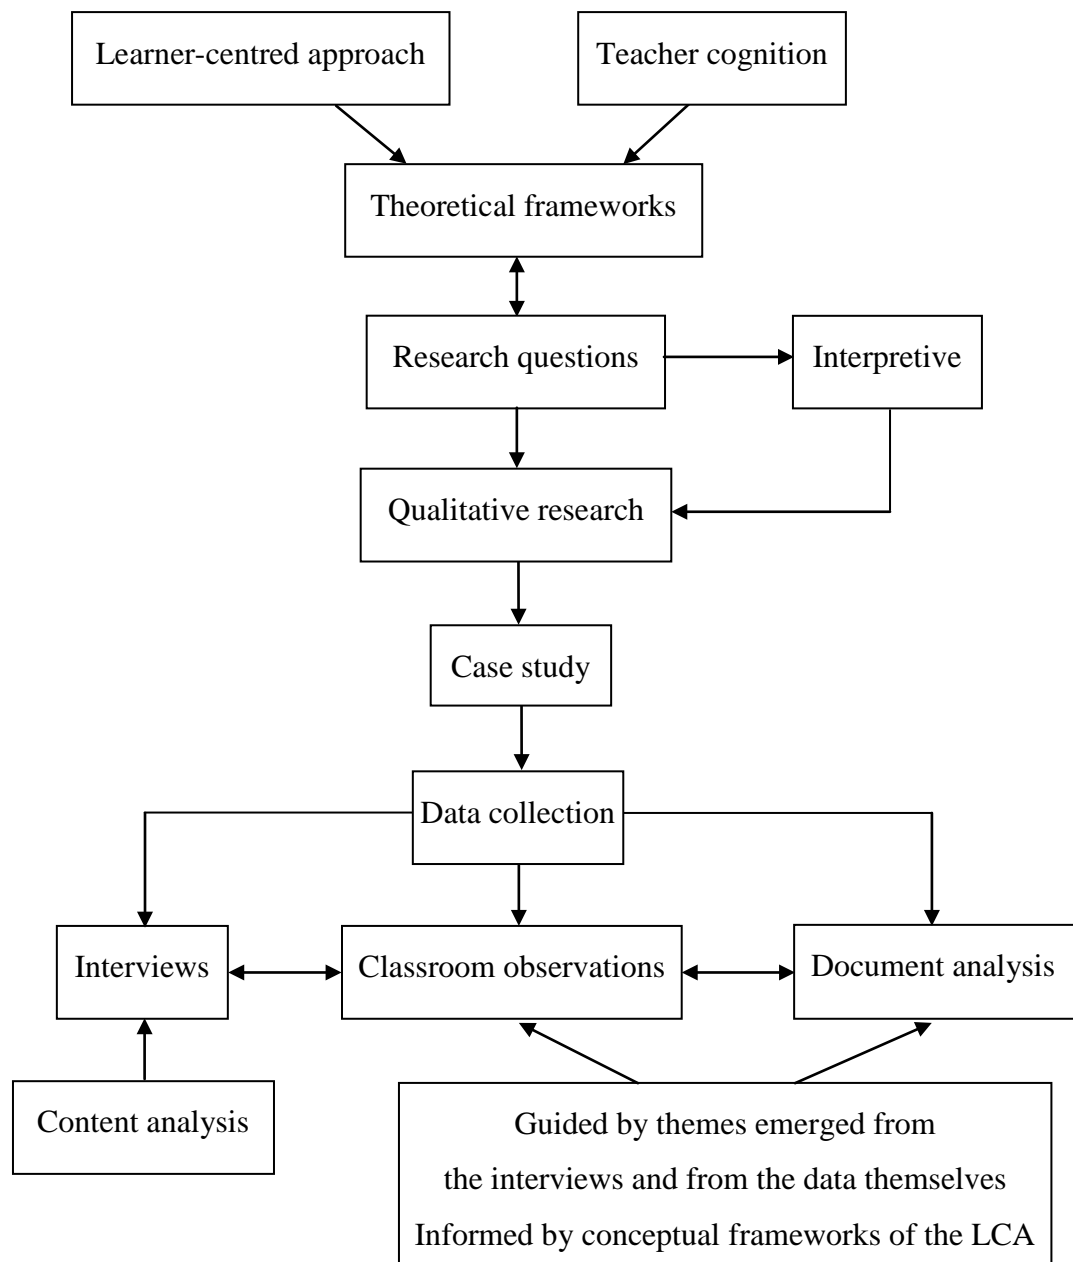 Learner-centred approach
Teacher cognition
Theoretical frameworks
Research questions
Interpretive
Qualitative research
Case study
Data collection
Interviews
Classroom observations
Document analysis
Content analysis
Guided by themes emerged from
the interviews and from the data themselves
Informed by conceptual frameworks of the LCA